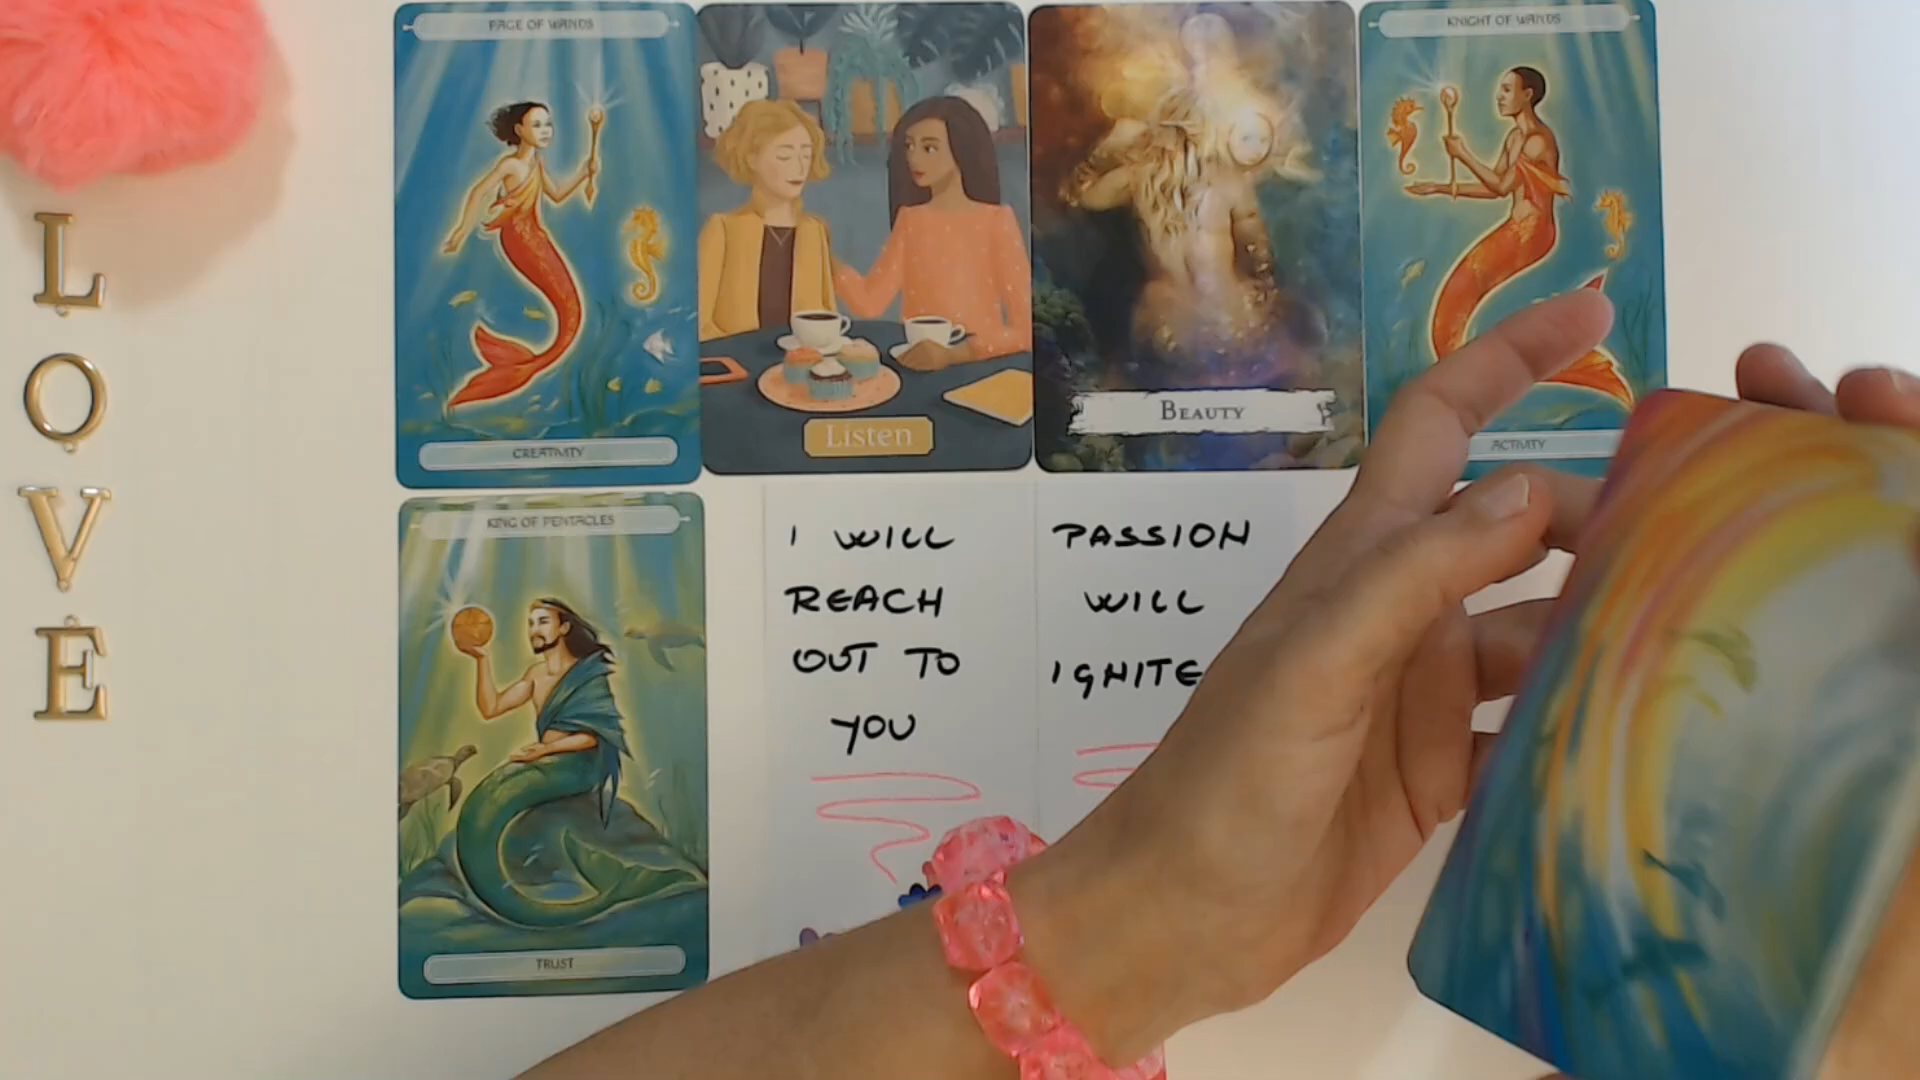 PAGE OF WANDS
KNIGHT OF WANDS
LOVE
Listen
BEAUTY
CREATIVITY
ACTIVITY
KING OF PENTACLES
TRUST
I WILL
REACH
OUT TO
YOU
PASSION
WILL
IGNITE